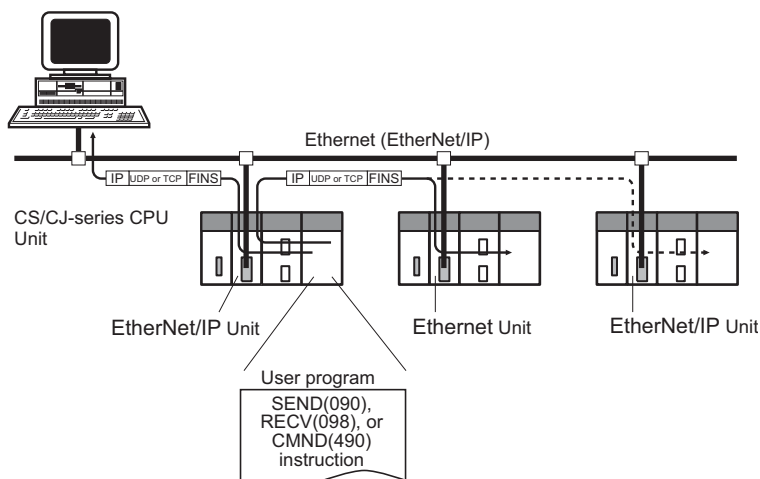 Ethernet (EtherNet/IP)
IP UDP or TCP FINS
IP UDP or TCP FINS
CS/CJ-series CPU
Unit
EtherNet/IP Unit
Ethernet Unit
EtherNet/IP Unit
User program
SEND(090),
RECV(098), or
CMND(490)
instruction